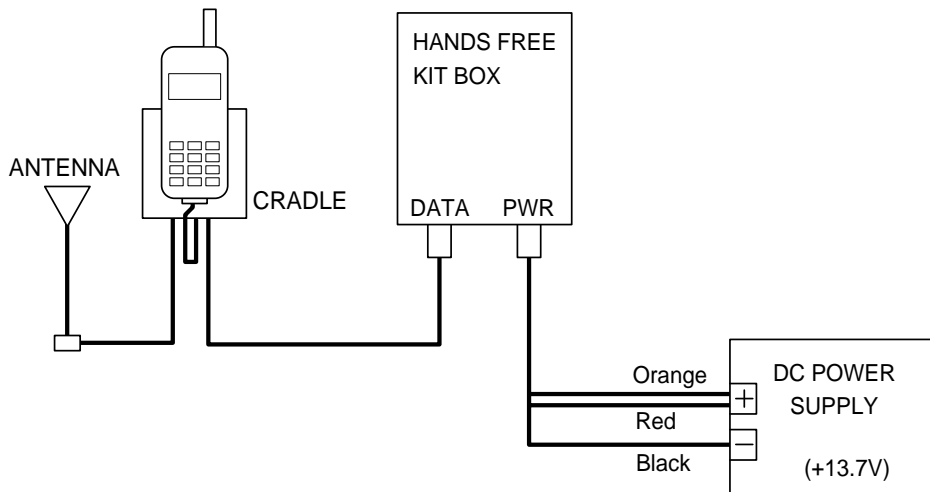 HANDS FREE
KIT BOX
ANTENNA
CRADLE
DATA PWR
Orange
Red
Black
DC POWER
SUPPLY
(+13.7V)
+
−